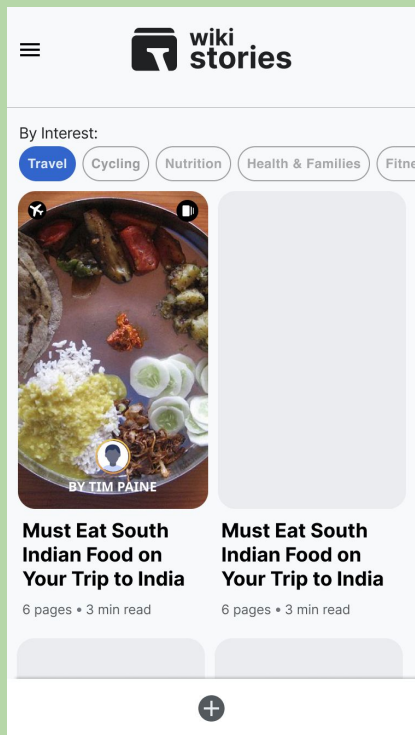 wiki
stories
By Interest:
Travel
Cycling
Nutrition
Health & Families
Fitne
BY TIM PAINE
Must Eat South
Indian Food on
Your Trip to India
6 pages • 3 min read
Must Eat South
Indian Food on
Your Trip to India
6 pages • 3 min read